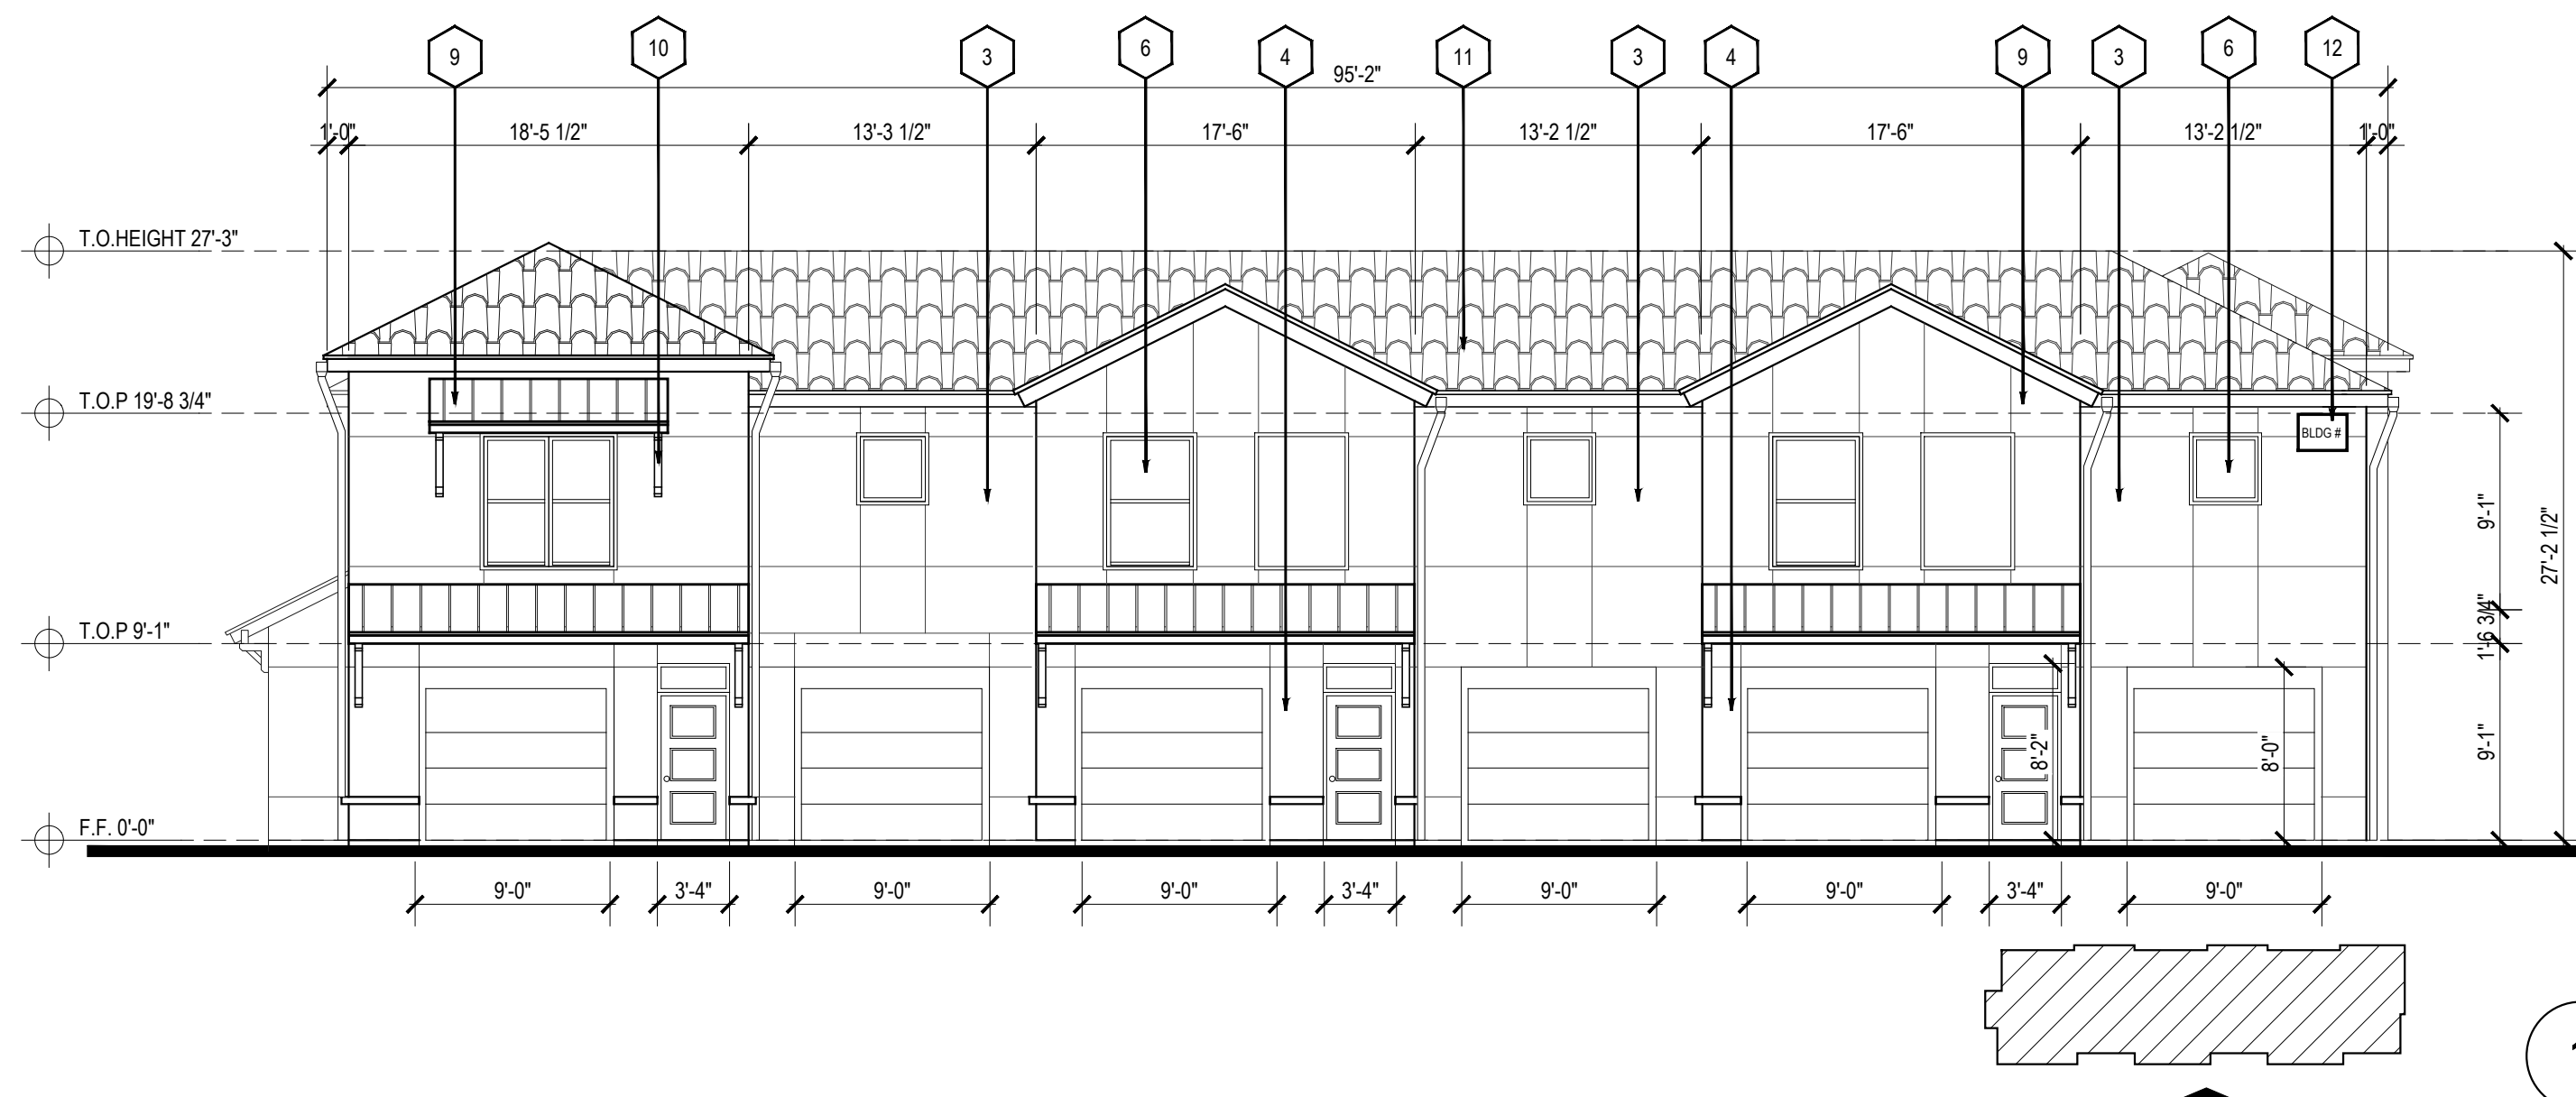 9 10 3 6 4 11 3 4 9 3 6 12
95'-2"
1'-0" 18'-5 1/2" 13'-3 1/2" 17'-6" 13'-2 1/2" 17'-6" 13'-2 1/2" 1'-0"
T.O.HEIGHT 27'-3"
T.O.P 19'-8 3/4"
BLDG #
9'-1"
27'-2 1/2"
T.O.P 9'-1"
1'-6 3/4"
8'-2"
8'-0"
9'-1"
F.F. 0'-0"
9'-0" 3'-4" 9'-0" 9'-0" 3'-4" 9'-0" 9'-0" 3'-4" 9'-0"